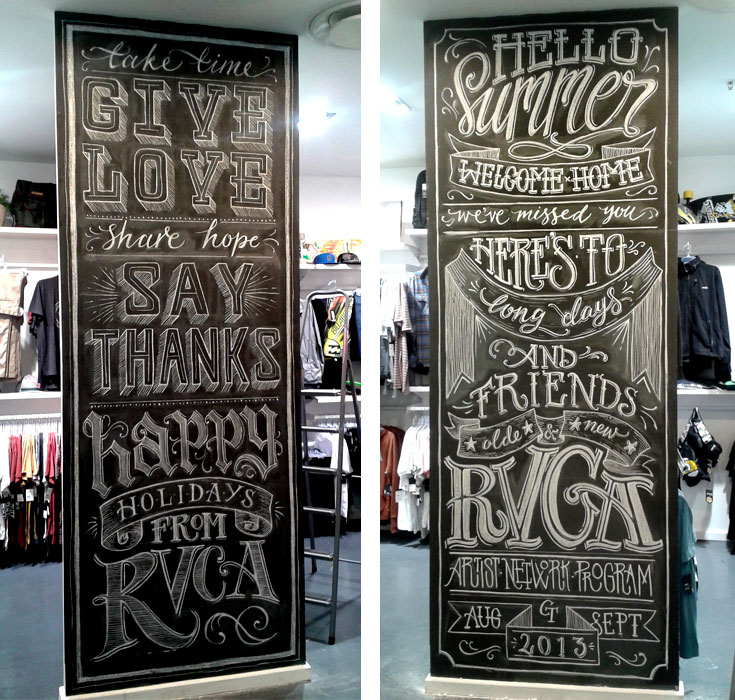 take time
GIVE
LOVE
share hope
SAY
THANKS
happy
HOLIDAYS
FROM
RVCA
HELLO
Summer
WELCOME HOME
we've missed you
HERE'S TO
long days
AND
FRIENDS
olde & new
RVCA
ARTIST · NETWORK PROGRAM
AUG SEPT
2013